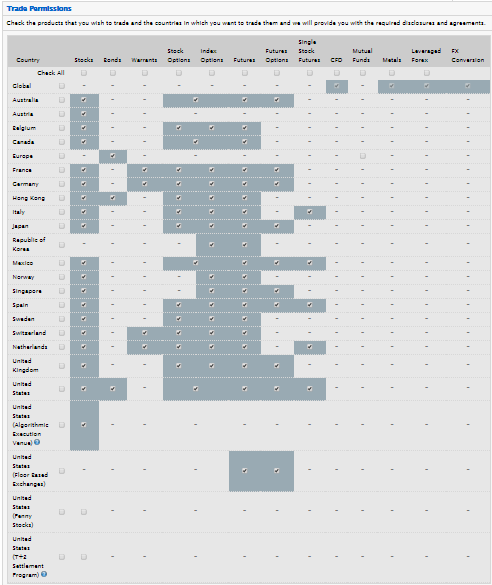 Trade Permissions
Check the products that you wish to trade and the countries in which you want to trade them and we will provide you with the required disclosures and agreements.
Country Stocks Bonds Warrants Stock Options Index Options Futures Futures Options Single Stock Futures CFD Mutual Funds Metals Leveraged Forex FX Conversion
Check All
Global
Australia
Austria
Belgium
Canada
Europe
France
Germany
Hong Kong
Italy
Japan
Republic of
Korea
Mexico
Norway
Singapore
Spain
Sweden
Switzerland
Netherlands
United
Kingdom
United
States
United
States
(Algorithmic
Execution
Venue)
United
States
(Floor Based
Exchanges)
United
States
(Penny
Stocks)
United
States
(T+2
Settlement
Program)